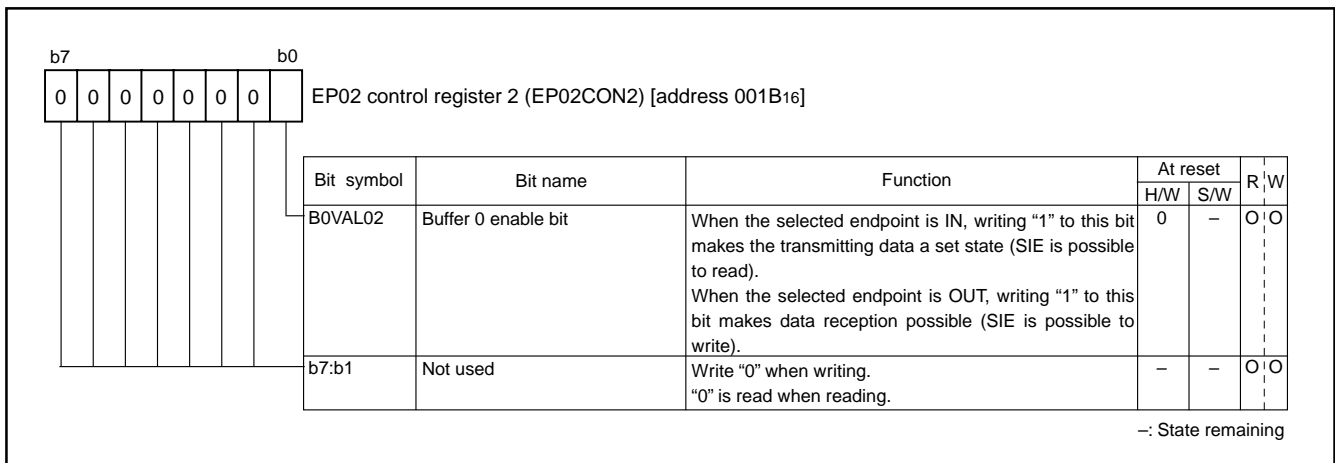 b7 b0
0 0 0 0 0 0 0 EP02 control register 2 (EP02CON2) [address 001B16]
Bit symbol Bit name Function At reset R W
H/W S/W
B0VAL02 Buffer 0 enable bit When the selected endpoint is IN, writing “1” to this bit 0 – O O
makes the transmitting data a set state (SIE is possible
to read).
When the selected endpoint is OUT, writing “1” to this
bit makes data reception possible (SIE is possible to
write).
b7:b1 Not used Write “0” when writing. – – O O
“0” is read when reading.
–: State remaining